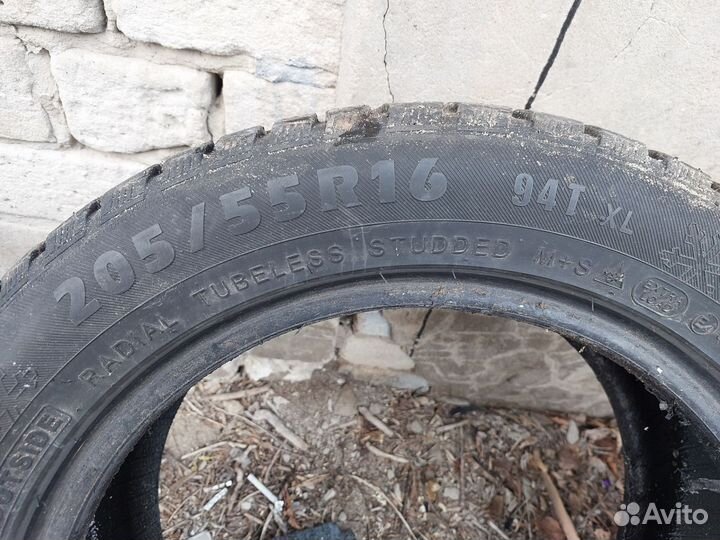 205/55R16 94T XL
RADIAL TUBELESS STUDDED M+S
OUTSIDE
Avito